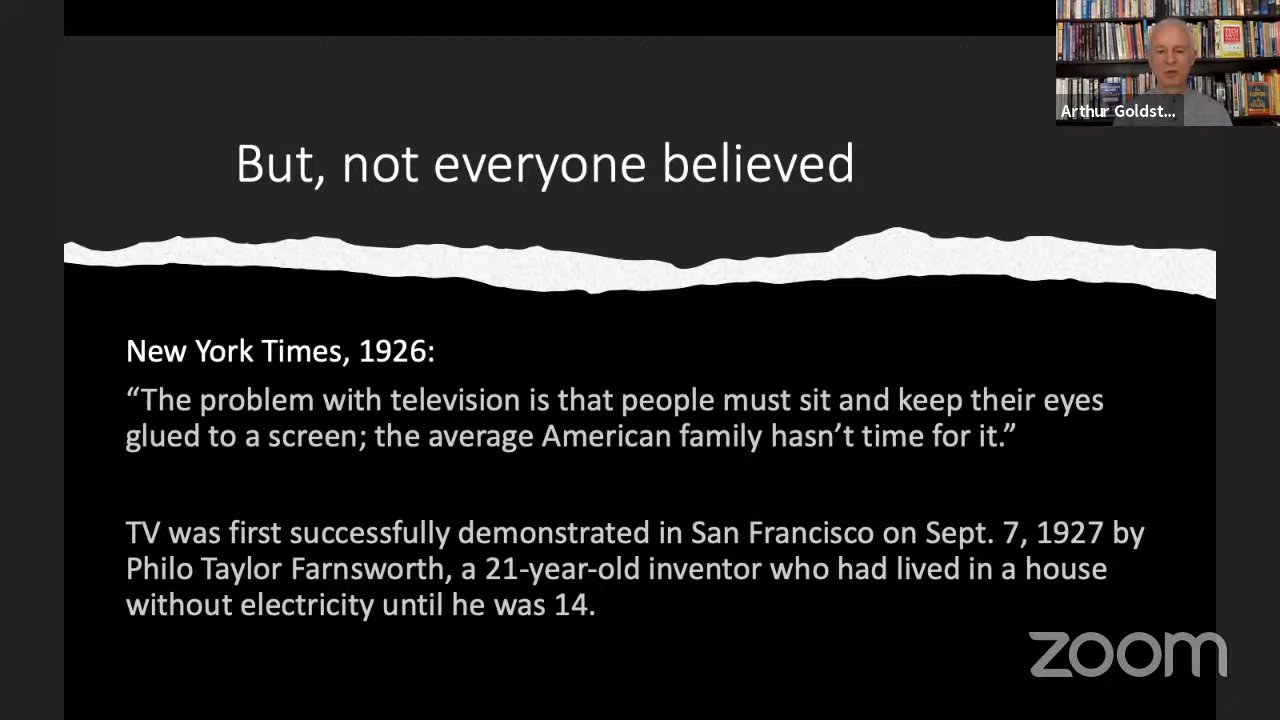 Arthur Goldst...
But, not everyone believed
New York Times, 1926:
“The problem with television is that people must sit and keep their eyes
glued to a screen; the average American family hasn’t time for it.”
TV was first successfully demonstrated in San Francisco on Sept. 7, 1927 by
Philo Taylor Farnsworth, a 21-year-old inventor who had lived in a house
without electricity until he was 14.
zoom